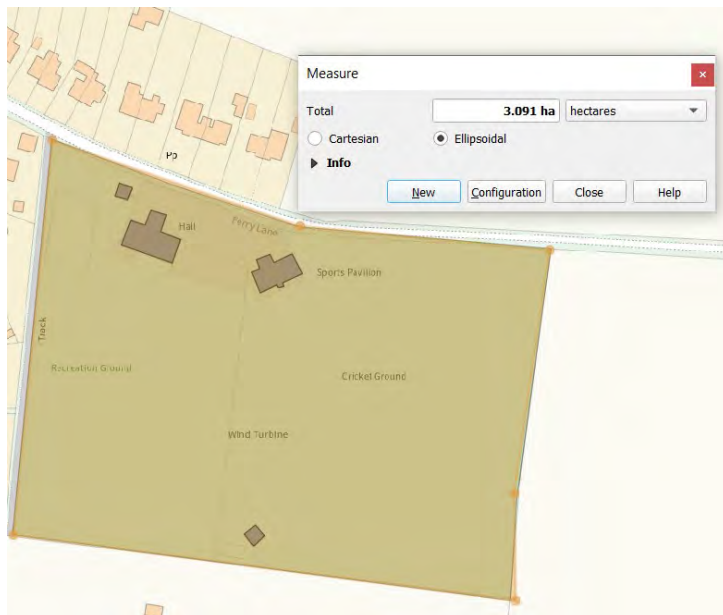 Measure
Total
3.091 ha
hectares
Cartesian
Ellipsoidal
Info
New
Configuration
Close
Help
Pp
Hall
Ferry Lane
Sports Pavilion
Track
Recreation Ground
Cricket Ground
Wind Turbine